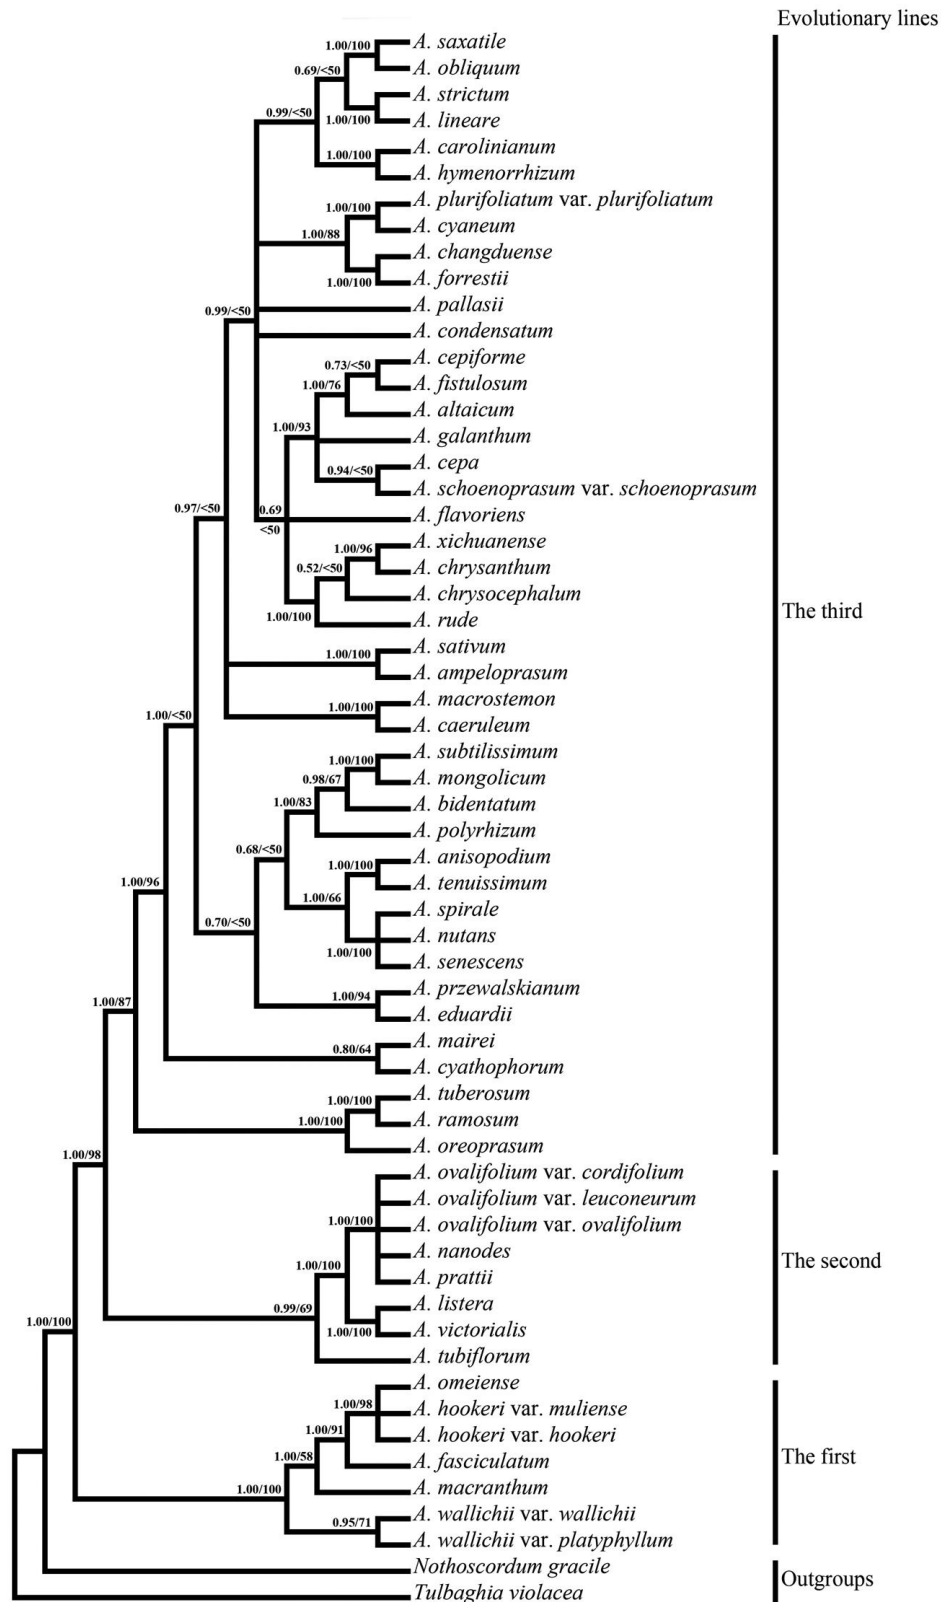 Evolutionary lines
1.00/100
A. saxatile
0.69/<50
A. obliquum
A. strictum
0.99/<50
1.00/100
A. lineare
1.00/100
A. carolinianum
A. hymenorrhizum
1.00/100
A. plurifoliatum var. plurifoliatum
1.00/88
A. cyaneum
A. changduense
1.00/100
A. forrestii
0.99/<50
A. pallasii
A. condensatum
0.73/<50
A. cepiforme
1.00/76
A. fistulosum
A. altaicum
1.00/93
A. galanthum
0.94/<50
A. cepa
A. schoenoprasum var. schoenoprasum
0.97/<50
0.69
<50
A. flavoriens
1.00/96
A. xichuanense
0.52/<50
A. chrysanthum
A. chrysocephalum
1.00/100
A. rude
The third
1.00/100
A. sativum
A. ampeloprasum
1.00/100
A. macrostemon
1.00/<50
A. caeruleum
1.00/100
A. subtilissimum
0.98/67
A. mongolicum
1.00/83
A. bidentatum
A. polyrhizum
0.68/<50
1.00/100
A. anisopodium
1.00/96
A. tenuissimum
1.00/66
A. spirale
0.70/<50
A. nutans
1.00/100
A. senescens
1.00/94
A. przewalskianum
1.00/87
A. eduardii
0.80/64
A. mairei
A. cyathophorum
1.00/100
A. tuberosum
1.00/100
A. ramosum
A. oreoprasum
1.00/98
A. ovalifolium var. cordifolium
A. ovalifolium var. leuconeurum
1.00/100
A. ovalifolium var. ovalifolium
A. nanodes
1.00/100
A. prattii
The second
0.99/69
A. listera
1.00/100
A. victorialis
1.00/100
A. tubiflorum
A. omeiense
1.00/98
A. hookeri var. muliense
1.00/91
A. hookeri var. hookeri
1.00/58
A. fasciculatum
The first
1.00/100
A. macranthum
0.95/71
A. wallichii var. wallichii
A. wallichii var. platyphyllum
Nothoscordum gracile
Outgroups
Tulbaghia violacea